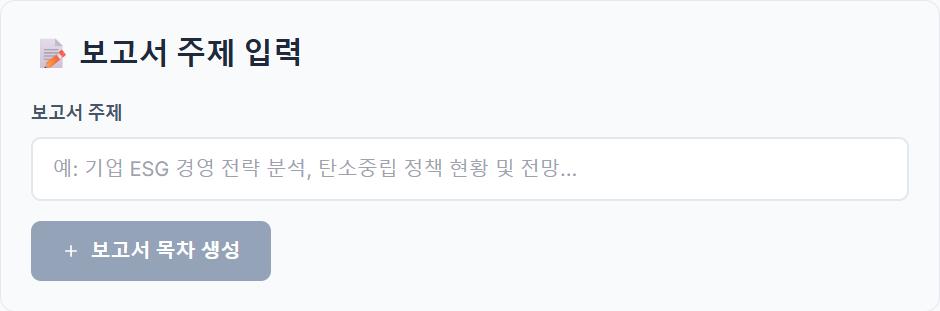 보고서 주제 입력
보고서 주제
예: 기업 ESG 경영 전략 분석, 탄소중립 정책 현황 및 전망...
+ 보고서 목차 생성